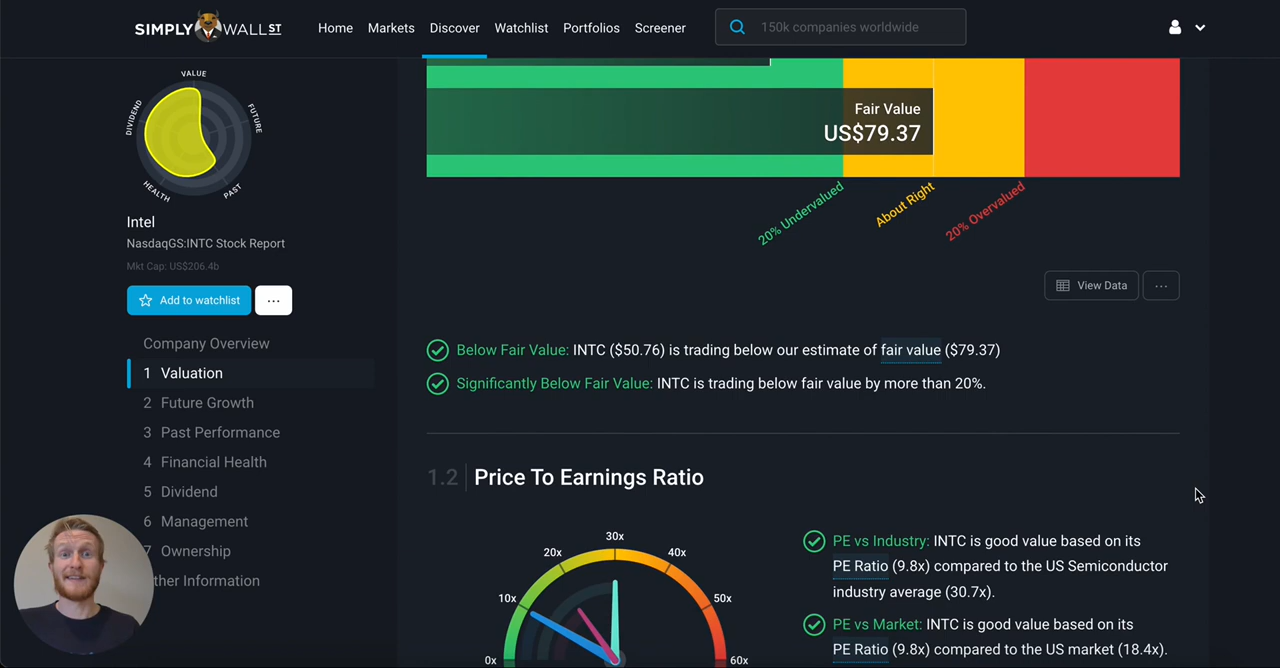 SIMPLY WALL ST
Home Markets Discover Watchlist Portfolios Screener
150k companies worldwide
VALUE
FUTURE
PAST
HEALTH
DIVIDEND
Intel
NasdaqGS:INTC Stock Report
Mkt Cap: US$206.4b
Add to watchlist
...
Company Overview
1 Valuation
2 Future Growth
3 Past Performance
4 Financial Health
5 Dividend
6 Management
7 Ownership
ther Information
Fair Value
US$79.37
20% Undervalued
About Right
20% Overvalued
View Data
...
Below Fair Value: INTC ($50.76) is trading below our estimate of fair value ($79.37)
Significantly Below Fair Value: INTC is trading below fair value by more than 20%.
1.2 Price To Earnings Ratio
0x
10x
20x
30x
40x
50x
60x
PE vs Industry: INTC is good value based on its
PE Ratio (9.8x) compared to the US Semiconductor
industry average (30.7x).
PE vs Market: INTC is good value based on its
PE Ratio (9.8x) compared to the US market (18.4x).